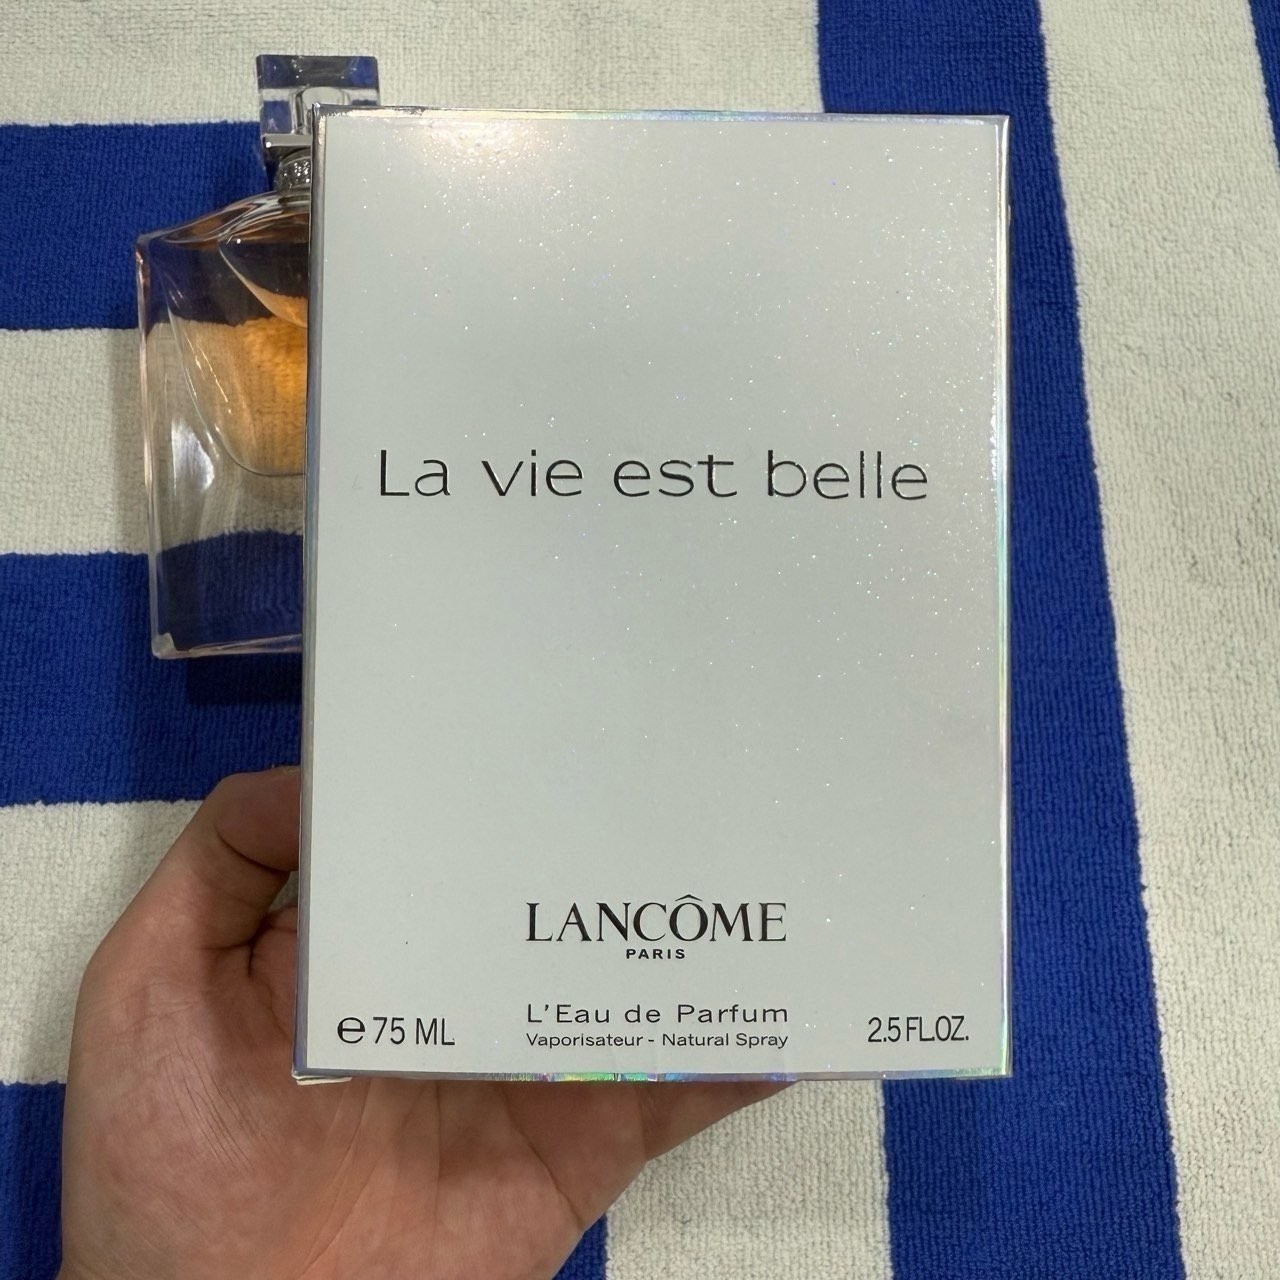 La vie est belle
LANCÔME
PARIS
L'Eau de Parfum
Vaporisateur - Natural Spray
℮ 75 ML
2.5 FL.OZ.